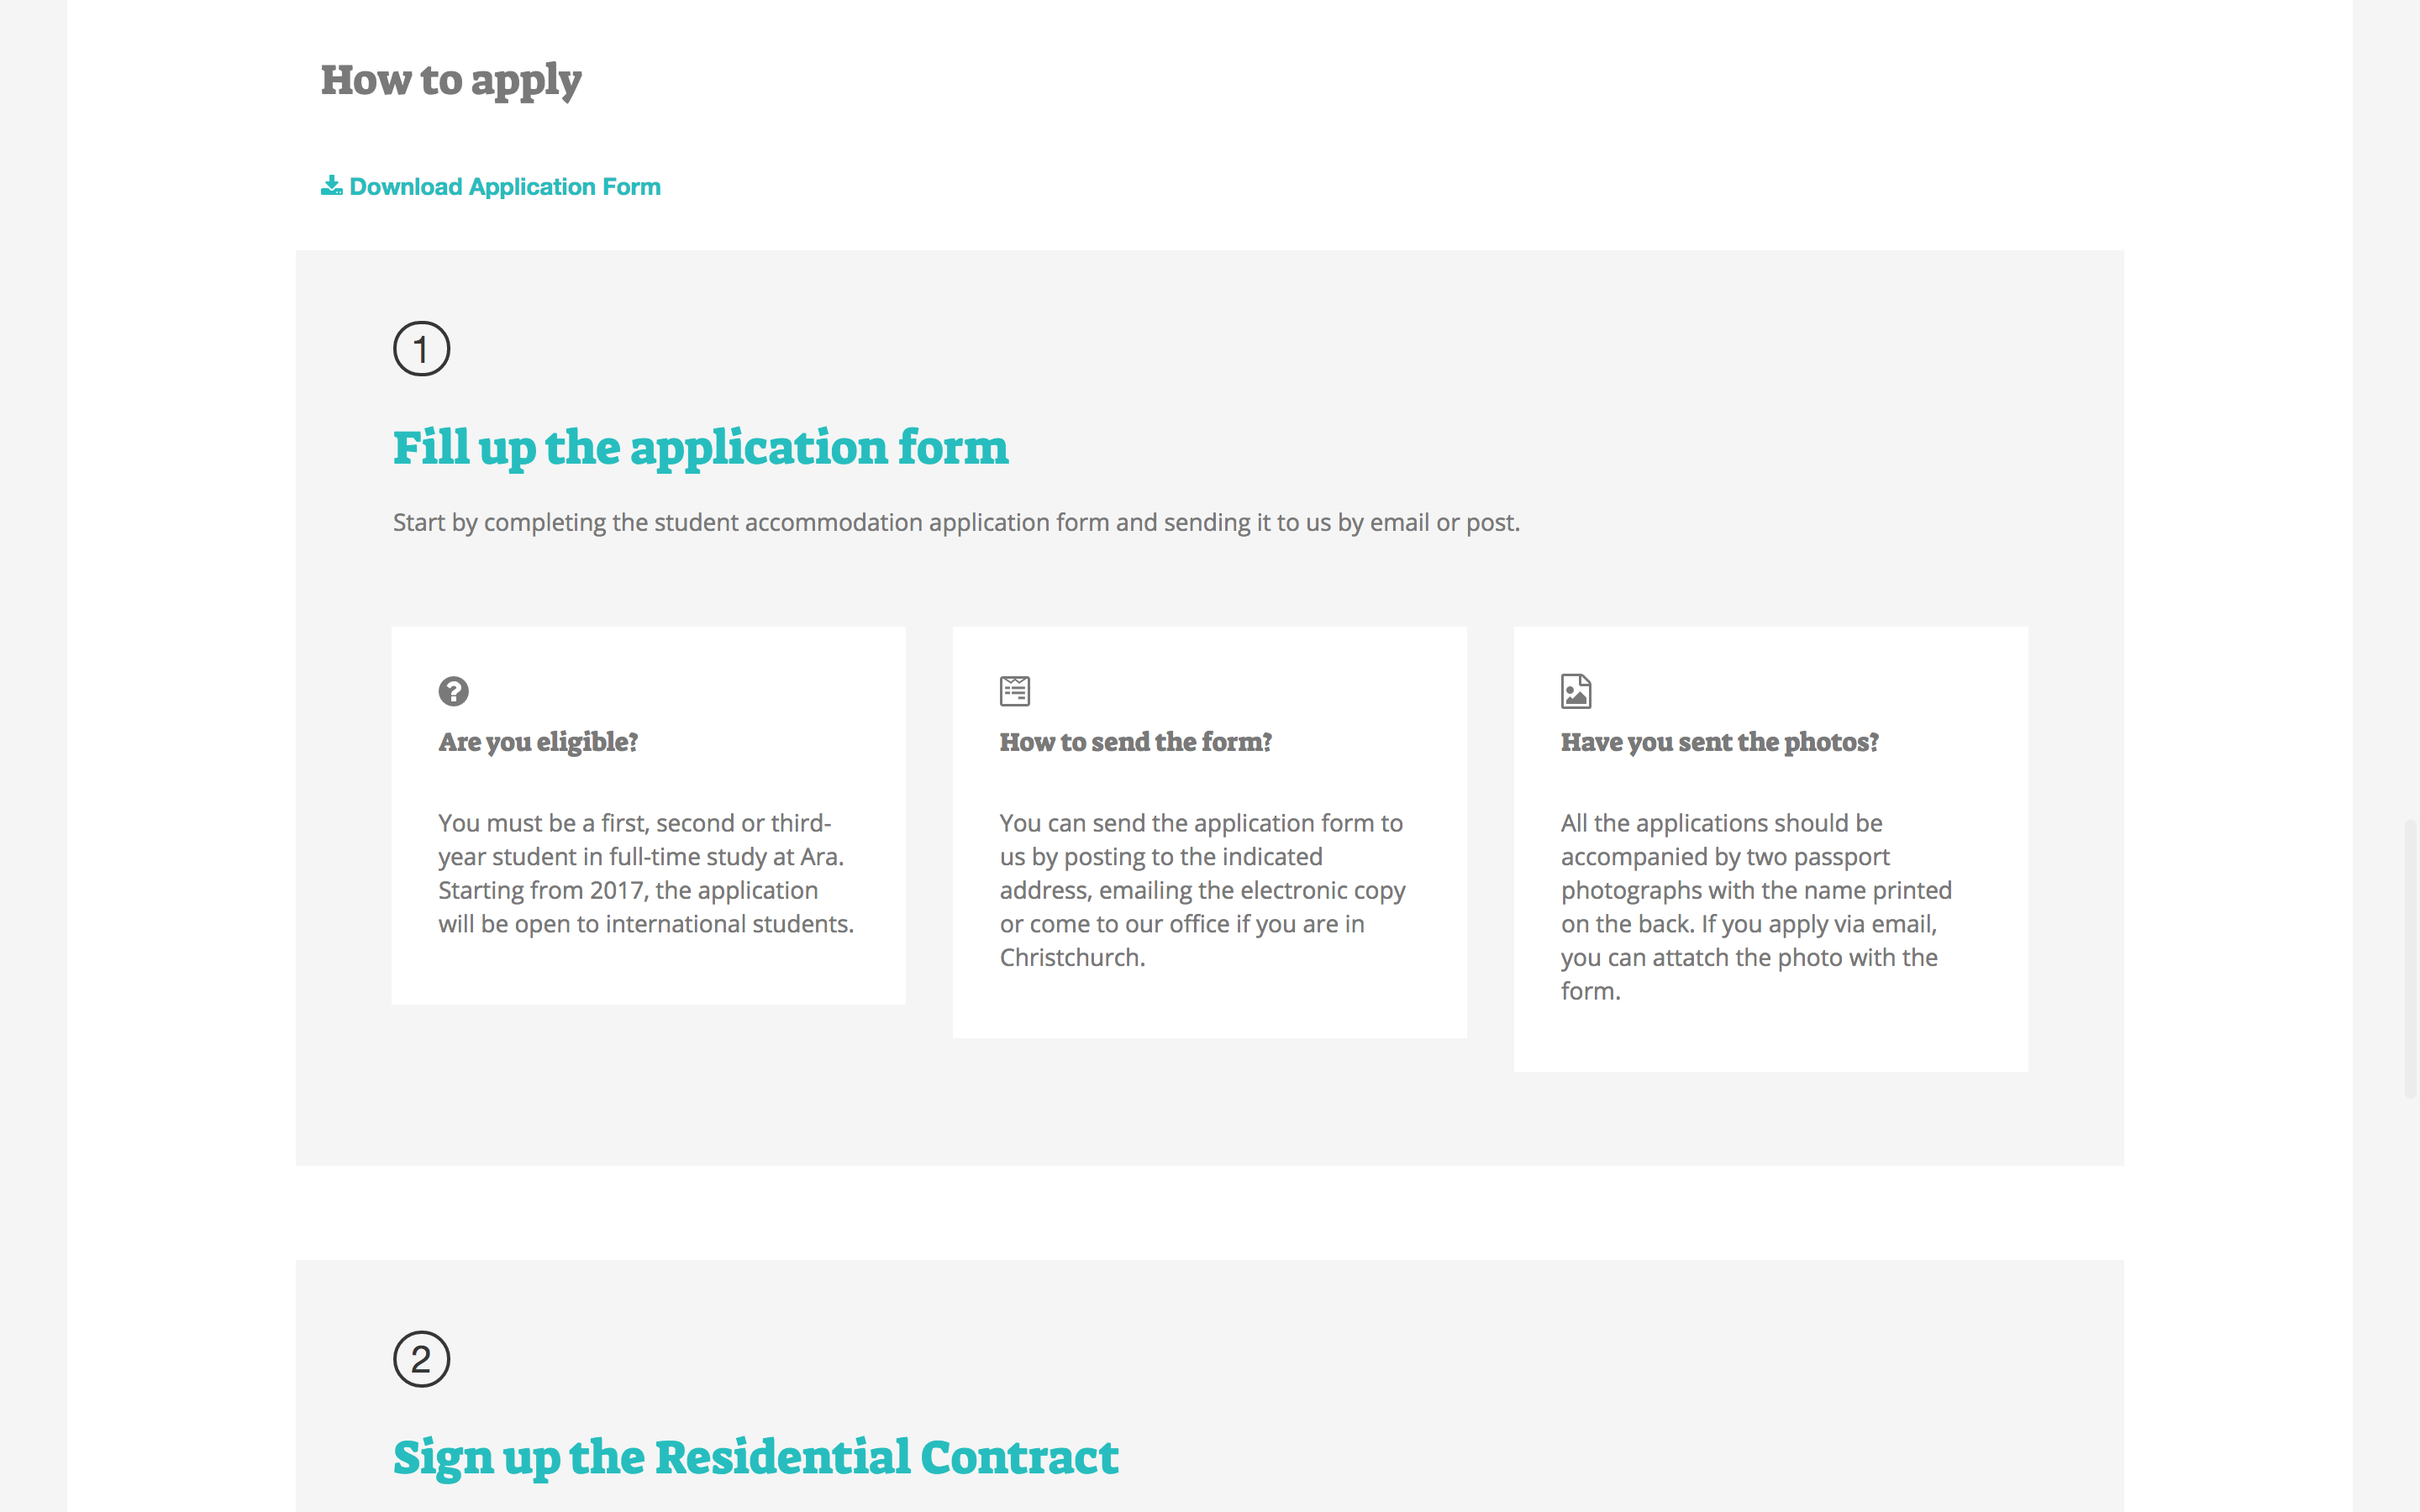 How to apply
Download Application Form
1
Fill up the application form
Start by completing the student accommodation application form and sending it to us by email or post.
Are you eligible?
You must be a first, second or third-
year student in full-time study at Ara.
Starting from 2017, the application
will be open to international students.
How to send the form?
You can send the application form to
us by posting to the indicated
address, emailing the electronic copy
or come to our office if you are in
Christchurch.
Have you sent the photos?
All the applications should be
accompanied by two passport
photographs with the name printed
on the back. If you apply via email,
you can attatch the photo with the
form.
2
Sign up the Residential Contract